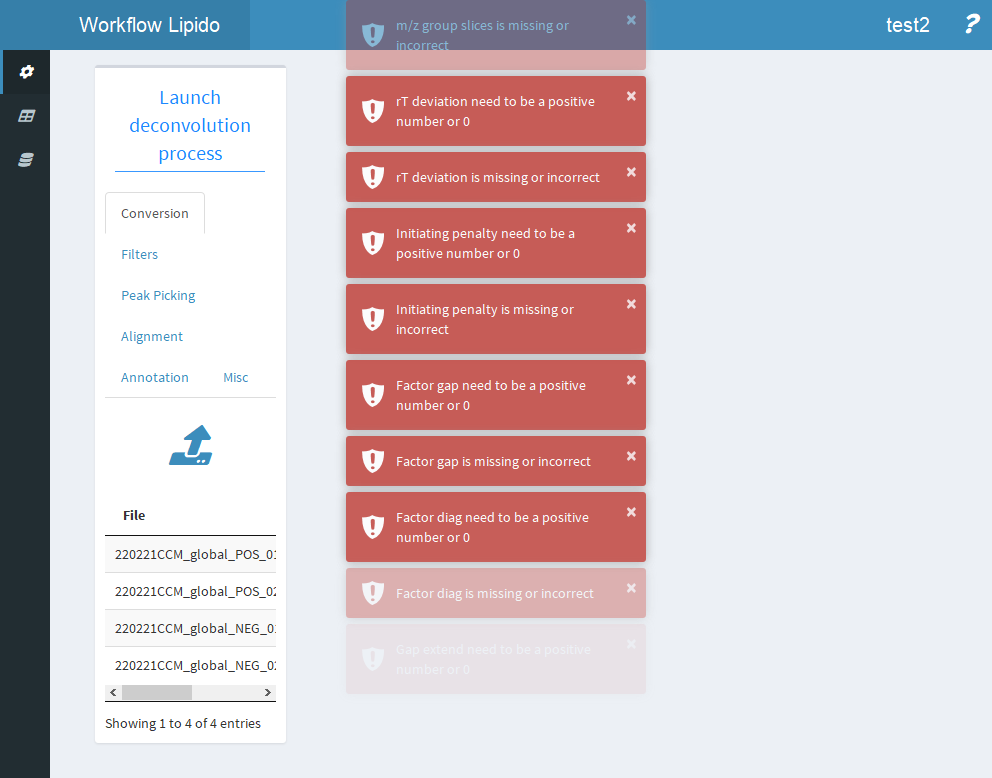 Workflow Lipido
test2
?
Launch
deconvolution
process
Conversion
Filters
Peak Picking
Alignment
Annotation Misc
File
220221CCM_global_POS_01
220221CCM_global_POS_02
220221CCM_global_NEG_01
220221CCM_global_NEG_02
Showing 1 to 4 of 4 entries
m/z group slices is missing or
incorrect
×
rT deviation need to be a positive
number or 0
×
rT deviation is missing or incorrect
×
Initiating penalty need to be a
positive number or 0
×
Initiating penalty is missing or
incorrect
×
Factor gap need to be a positive
number or 0
×
Factor gap is missing or incorrect
×
Factor diag need to be a positive
number or 0
×
Factor diag is missing or incorrect
×
Gap extend need to be a positive
number or 0
×